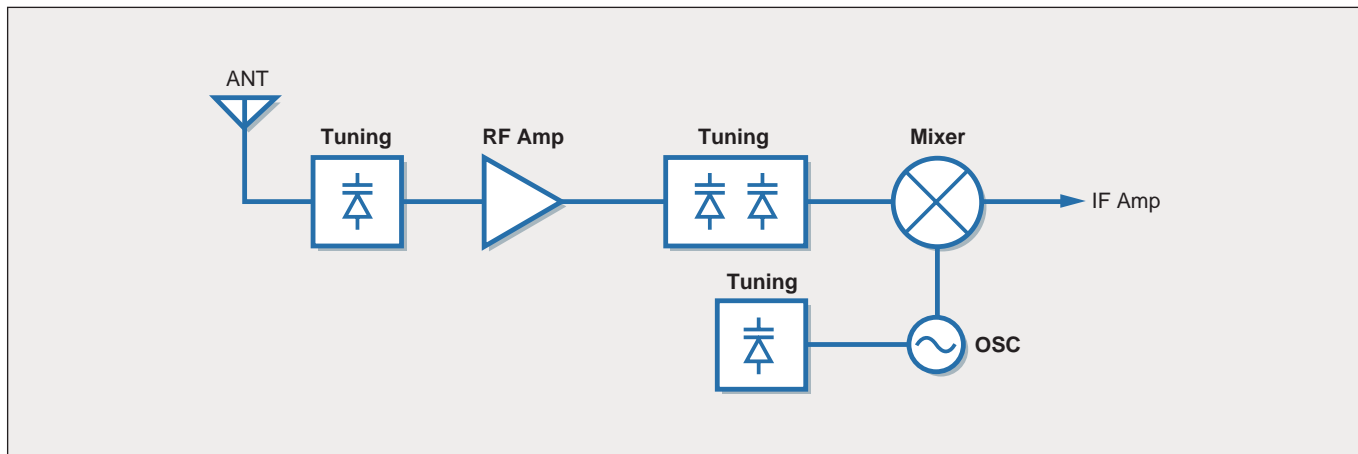 ANT
Tuning
RF Amp
Tuning
Mixer
IF Amp
Tuning
OSC